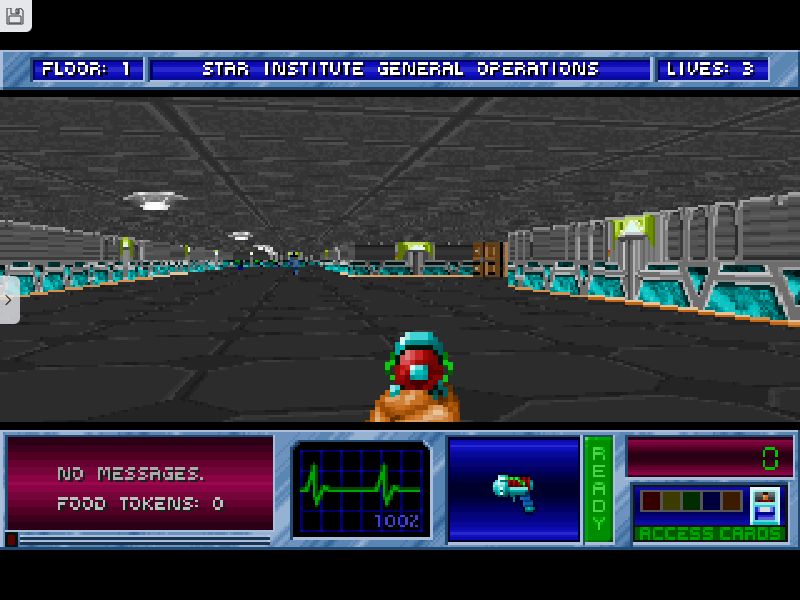 FLOOR: 1
STAR INSTITUTE GENERAL OPERATIONS
LIVES: 3
NO MESSAGES.
FOOD TOKENS: 0
100%
READY
0
ACCESS CARDS